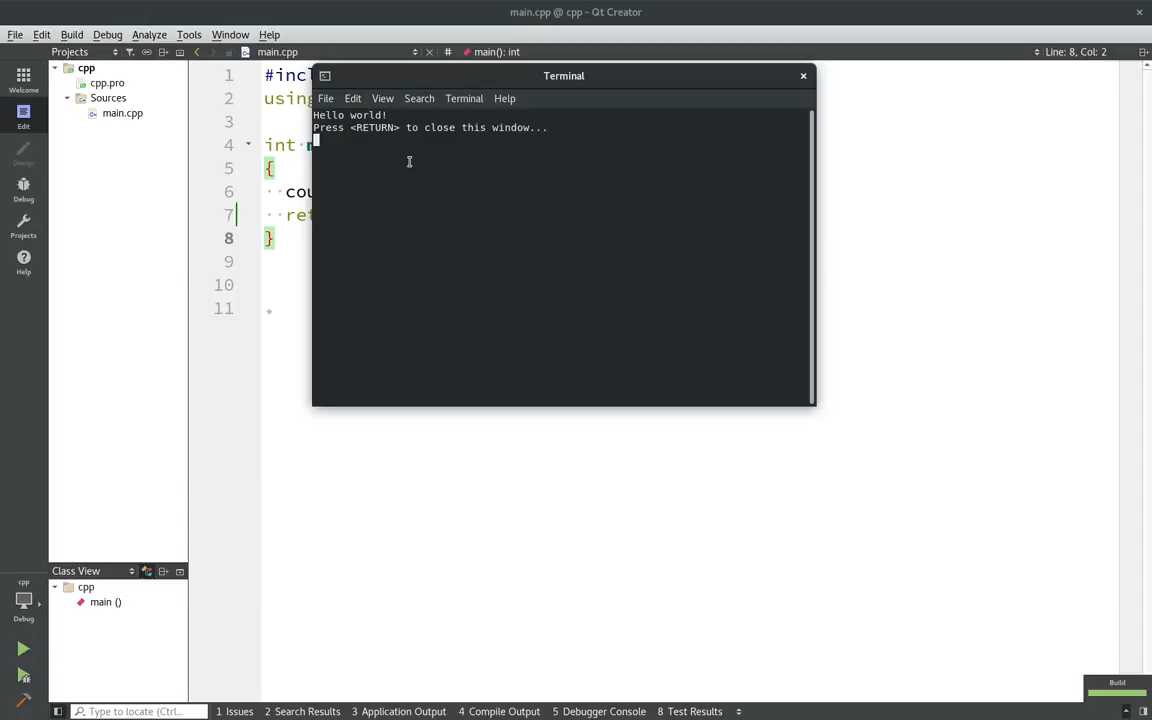 main.cpp @ cpp - Qt Creator
File Edit Build Debug Analyze Tools Window Help
Projects main.cpp # main(): int Line: 8, Col: 2
Welcome
Edit
Design
Debug
Projects
Help
cpp
Debug
cpp
cpp.pro
Sources
main.cpp
Class View
cpp
main ()
1 #incl
2 using
3
4 int
5 {
6 cou
7 ret
8 }
9
10
11
Terminal
File Edit View Search Terminal Help
Hello world!
Press <RETURN> to close this window...
Build
Type to locate (Ctrl... 1 Issues 2 Search Results 3 Application Output 4 Compile Output 5 Debugger Console 8 Test Results